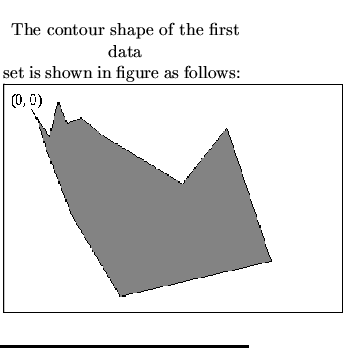 The contour shape of the first
data
set is shown in figure as follows:
(0, 0)